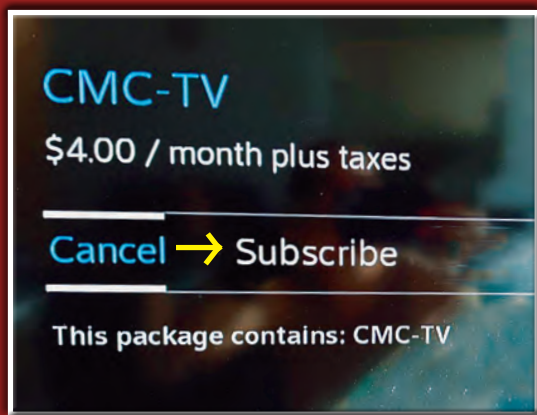 CMC-TV
$4.00 / month plus taxes
Cancel → Subscribe
This package contains: CMC-TV